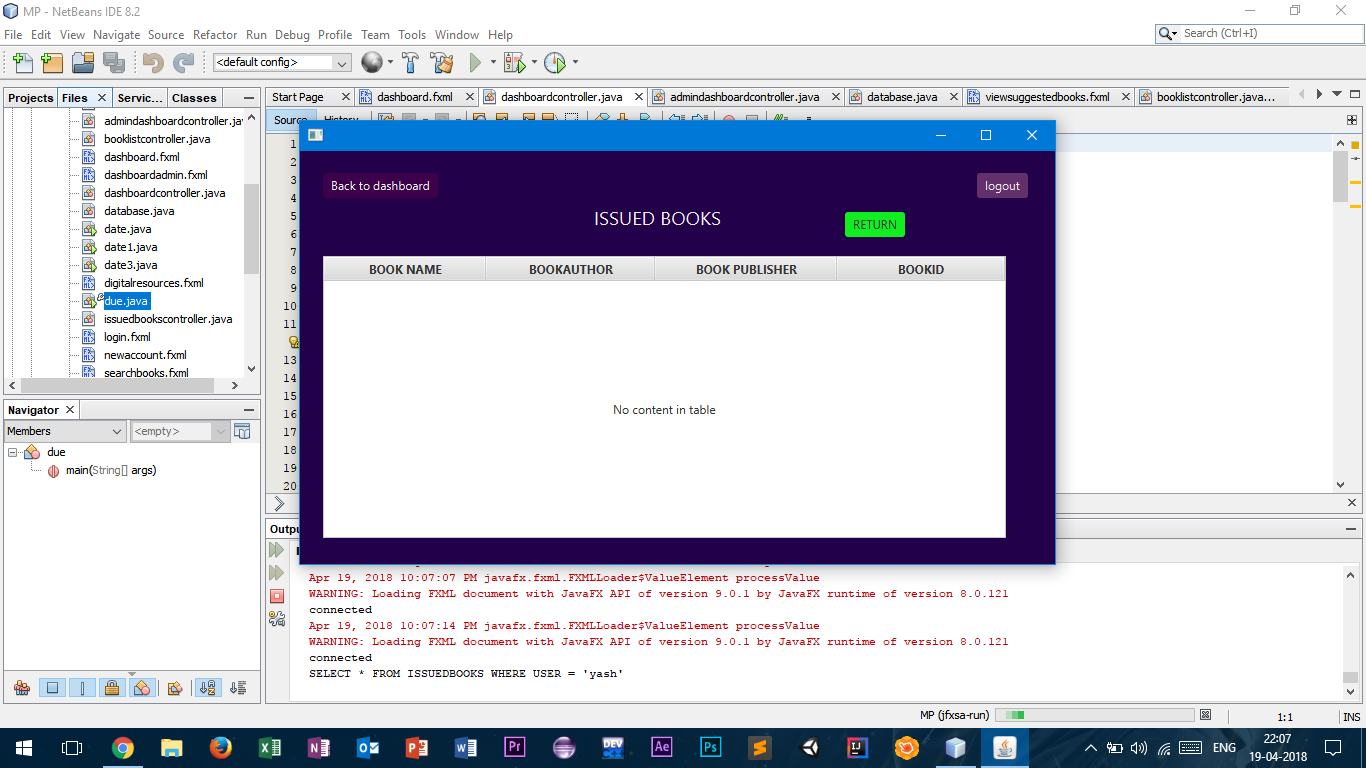 MP - NetBeans IDE 8.2
File Edit View Navigate Source Refactor Run Debug Profile Team Tools Window Help
Search (Ctrl+I)
<default config>
Projects Files Servic... Classes
Start Page dashboard.fxml dashboardcontroller.java admindashboardcontroller.java database.java viewsuggestedbooks.fxml booklistcontroller.java...
Source History
admindashboardcontroller.jav
booklistcontroller.java
dashboard.fxml
dashboardadmin.fxml
dashboardcontroller.java
database.java
date.java
date1.java
date3.java
digitalresources.fxml
due.java
issuedbookscontroller.java
login.fxml
newaccount.fxml
searchbooks.fxml
Navigator
Members <empty>
due
main(String[] args)
1
2
3
4
5
6
7
8
9
10
11
13
14
15
16
17
18
19
20
Back to dashboard
logout
ISSUED BOOKS
RETURN
BOOK NAME BOOKAUTHOR BOOK PUBLISHER BOOKID
No content in table
Outpu
Apr 19, 2018 10:07:07 PM javafx.fxml.FXMLLoader$ValueElement processValue
WARNING: Loading FXML document with JavaFX API of version 9.0.1 by JavaFX runtime of version 8.0.121
connected
Apr 19, 2018 10:07:14 PM javafx.fxml.FXMLLoader$ValueElement processValue
WARNING: Loading FXML document with JavaFX API of version 9.0.1 by JavaFX runtime of version 8.0.121
connected
SELECT * FROM ISSUEDBOOKS WHERE USER = 'yash'
MP (jfxsa-run)
1:1 INS
ENG
22:07
19-04-2018